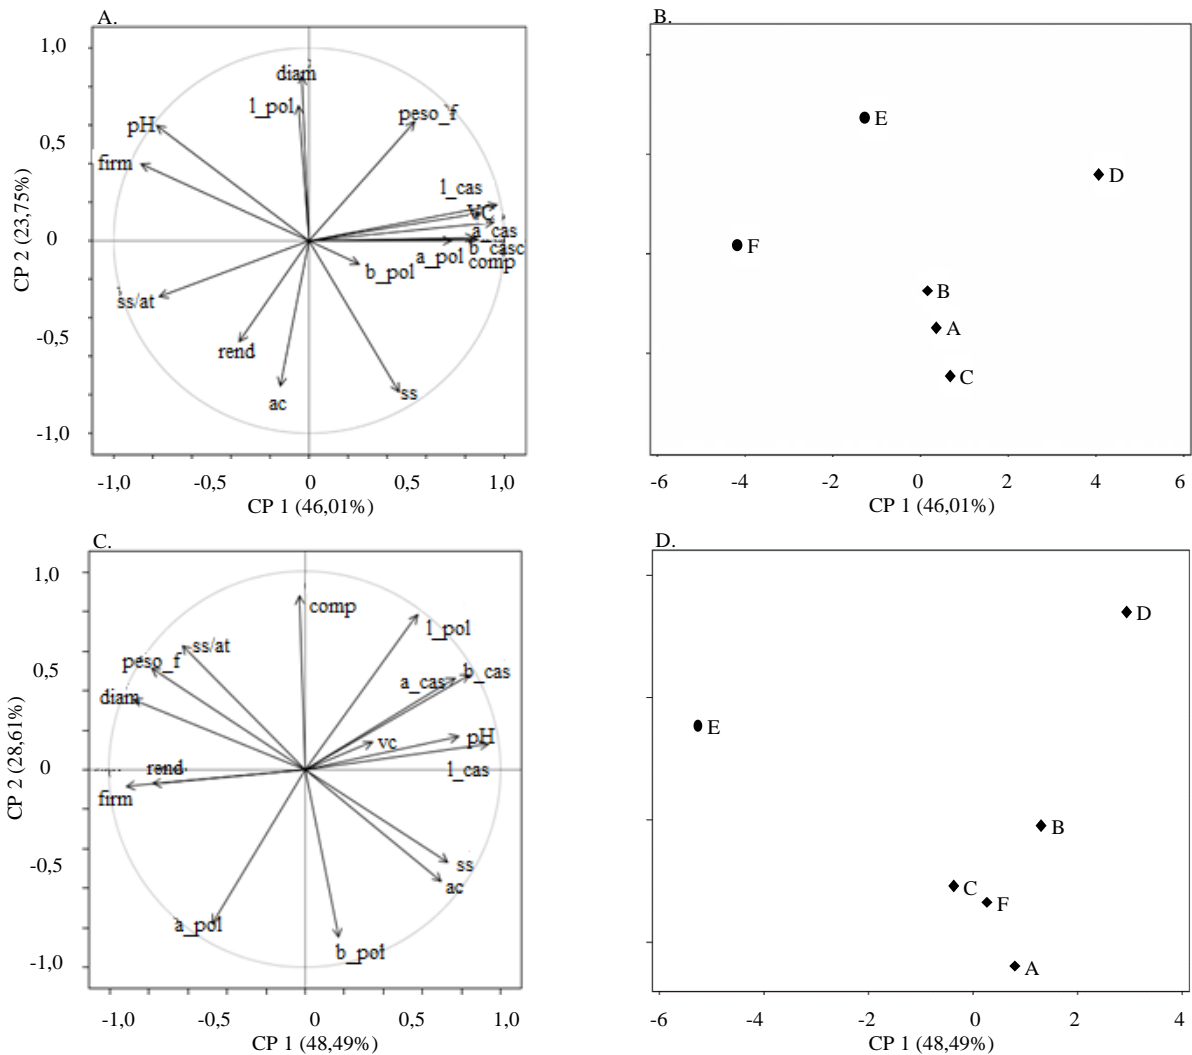 A.
1,0
0,5
0
-0,5
-1,0
CP 2 (23,75%)
diam
l_pol
peso_f
pH
firm
l_cas
VC
a_cas
b_casc
a_pol
comp
b_pol
ss/at
rend
ac
ss
-1,0 -0,5 0 0,5 1,0
CP 1 (46,01%)
B.
E
D
F
B
A
C
-6 -4 -2 0 2 4 6
CP 1 (46,01%)
C.
1,0
0,5
0
-0,5
-1,0
CP 2 (28,61%)
comp
l_pol
ss/at
peso_f
b_cas
a_cas
diam
pH
vc
rend
l_cas
firm
ss
ac
a_pol
b_pol
-1,0 -0,5 0 0,5 1,0
CP 1 (48,49%)
D.
D
E
B
C
F
A
-6 -4 -2 0 2 4
CP 1 (48,49%)